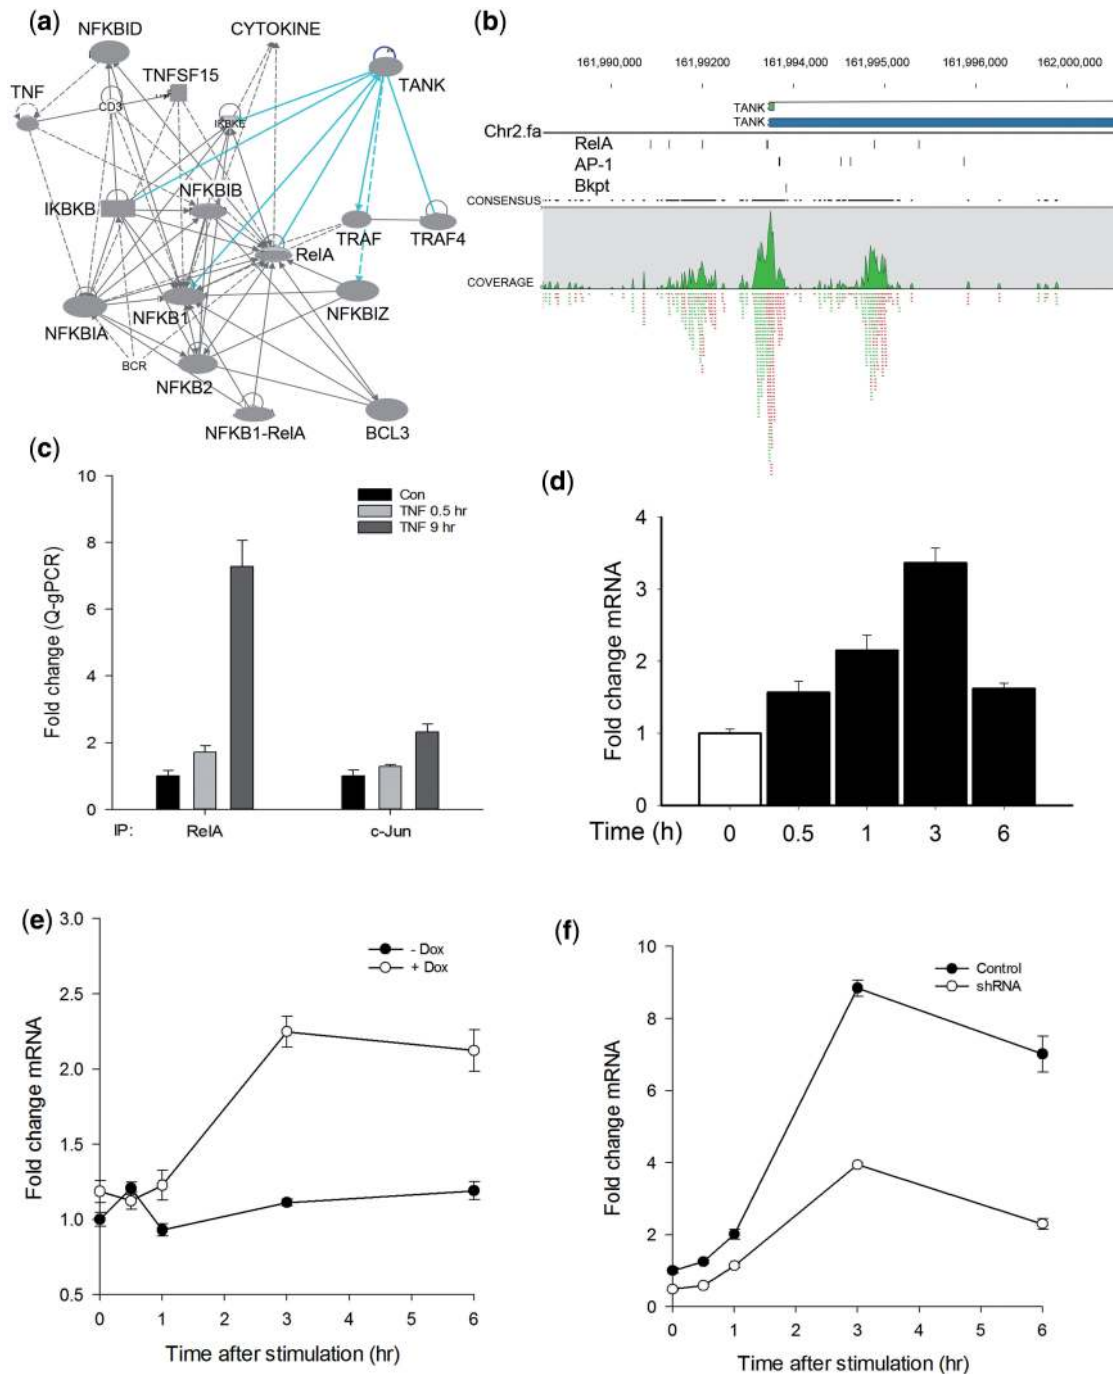 (a)
NFKBID
CYTOKINE
TNFSF15
TANK
TNF
CD3
IKBKE
NFKBIB
IKBKB
RelA
TRAF
TRAF4
NFKBIA
NFKB1
NFKBIZ
BCR
NFKB2
NFKB1-RelA
BCL3
(b)
161,990,000 161,99200 161,994,000 161,995,000 161,996,000 162,000,000
TANK
TANK
Chr2.fa
RelA
AP-1
Bkpt
CONSENSUS
COVERAGE
(c)
10
8
6
4
2
0
Fold change (Q-gPCR)
Con
TNF 0.5 hr
TNF 9 hr
IP: RelA c-Jun
(d)
4
3
2
1
0
Fold change mRNA
Time (h) 0 0.5 1 3 6
(e)
3.0
2.5
2.0
1.5
1.0
0.5
Fold change mRNA
- Dox
+ Dox
0 1 2 3 4 5 6
Time after stimulation (hr)
(f)
10
8
6
4
2
0
Fold change mRNA
Control
shRNA
0 1 2 3 4 5 6
Time after stimulation (hr)